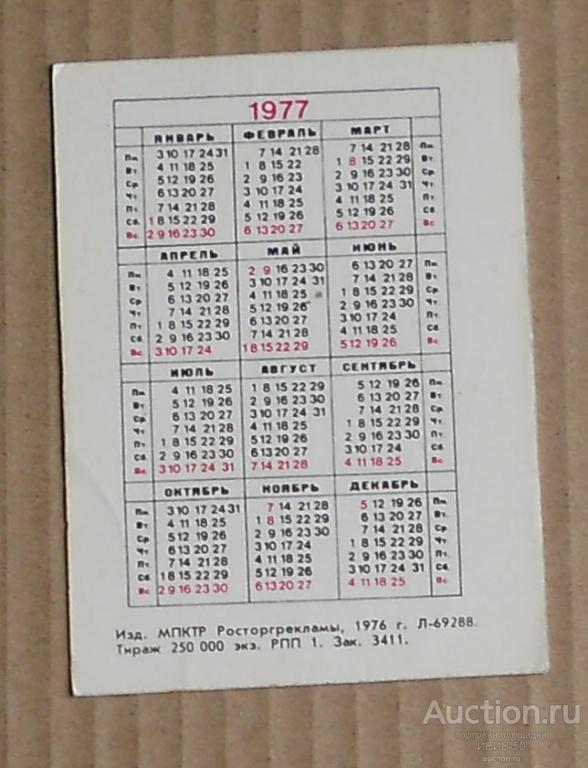 1977
ЯНВАРЬ ФЕВРАЛЬ МАРТ
Пн 3 10 17 24 31 7 14 21 28 7 14 21 28 Пн
Вт 4 11 18 25 1 8 15 22 1 8 15 22 29 Вт
Ср 5 12 19 26 2 9 16 23 2 9 16 23 30 Ср
Чт 6 13 20 27 3 10 17 24 3 10 17 24 31 Чт
Пт 7 14 21 28 4 11 18 25 4 11 18 25 Пт
Сб 1 8 15 22 29 5 12 19 26 5 12 19 26 Сб
Вс 2 9 16 23 30 6 13 20 27 6 13 20 27 Вс
АПРЕЛЬ МАЙ ИЮНЬ
Пн 4 11 18 25 2 9 16 23 30 6 13 20 27 Пн
Вт 5 12 19 26 3 10 17 24 31 7 14 21 28 Вт
Ср 6 13 20 27 4 11 18 25 1 8 15 22 29 Ср
Чт 7 14 21 28 5 12 19 26 2 9 16 23 30 Чт
Пт 1 8 15 22 29 6 13 20 27 3 10 17 24 Пт
Сб 2 9 16 23 30 7 14 21 28 4 11 18 25 Сб
Вс 3 10 17 24 1 8 15 22 29 5 12 19 26 Вс
ИЮЛЬ АВГУСТ СЕНТЯБРЬ
Пн 4 11 18 25 1 8 15 22 29 5 12 19 26 Пн
Вт 5 12 19 26 2 9 16 23 30 6 13 20 27 Вт
Ср 6 13 20 27 3 10 17 24 31 7 14 21 28 Ср
Чт 7 14 21 28 4 11 18 25 1 8 15 22 29 Чт
Пт 1 8 15 22 29 5 12 19 26 2 9 16 23 30 Пт
Сб 2 9 16 23 30 6 13 20 27 3 10 17 24 Сб
Вс 3 10 17 24 31 7 14 21 28 4 11 18 25 Вс
ОКТЯБРЬ НОЯБРЬ ДЕКАБРЬ
Пн 3 10 17 24 31 7 14 21 28 5 12 19 26 Пн
Вт 4 11 18 25 1 8 15 22 29 6 13 20 27 Вт
Ср 5 12 19 26 2 9 16 23 30 7 14 21 28 Ср
Чт 6 13 20 27 3 10 17 24 1 8 15 22 29 Чт
Пт 7 14 21 28 4 11 18 25 2 9 16 23 30 Пт
Сб 1 8 15 22 29 5 12 19 26 3 10 17 24 31 Сб
Вс 2 9 16 23 30 6 13 20 27 4 11 18 25 Вс
Изд. МПКТР Росторгрекламы, 1976 г. Л-69288.
Тираж 250 000 экз. РПП 1. Зак. 3411.
Auction.ru
торговая площадка
ИВИВ-50
auction.ru